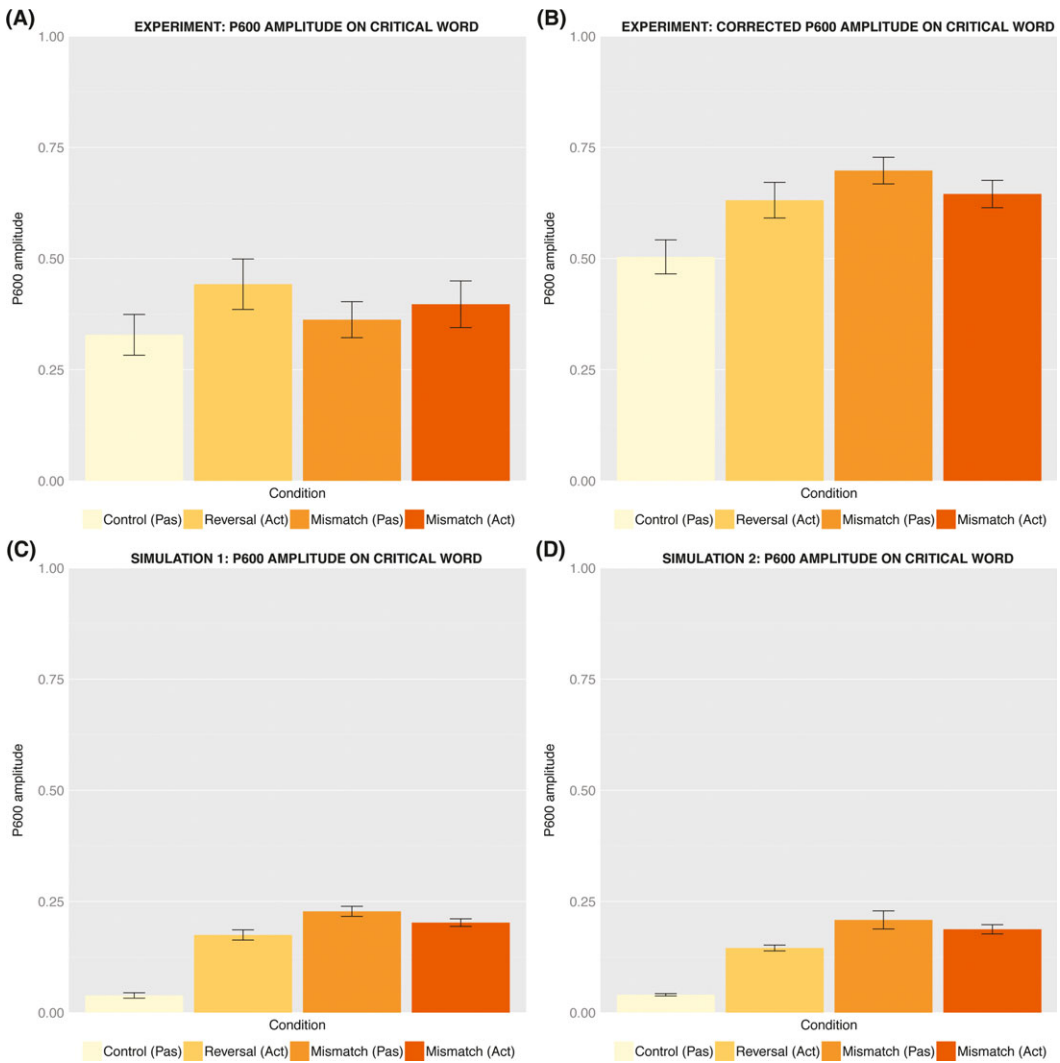 (A)
EXPERIMENT: P600 AMPLITUDE ON CRITICAL WORD
1.00
0.75
0.50
0.25
0.00
P600 amplitude
Condition
Control (Pas) Reversal (Act) Mismatch (Pas) Mismatch (Act)
(B)
EXPERIMENT: CORRECTED P600 AMPLITUDE ON CRITICAL WORD
1.00
0.75
0.50
0.25
0.00
P600 amplitude
Condition
Control (Pas) Reversal (Act) Mismatch (Pas) Mismatch (Act)
(C)
SIMULATION 1: P600 AMPLITUDE ON CRITICAL WORD
1.00
0.75
0.50
0.25
0.00
P600 amplitude
Condition
Control (Pas) Reversal (Act) Mismatch (Pas) Mismatch (Act)
(D)
SIMULATION 2: P600 AMPLITUDE ON CRITICAL WORD
1.00
0.75
0.50
0.25
0.00
P600 amplitude
Condition
Control (Pas) Reversal (Act) Mismatch (Pas) Mismatch (Act)